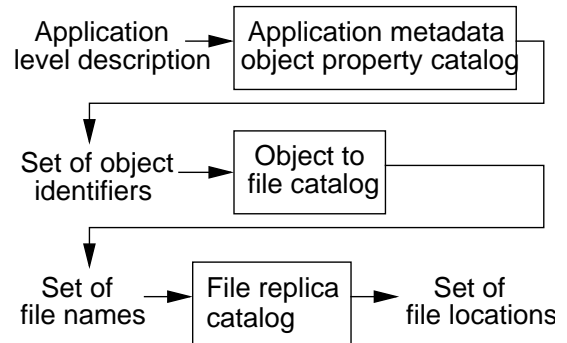 Application
level description
Application metadata
object property catalog
Set of object
identifiers
Object to
file catalog
Set of
file names
File replica
catalog
Set of
file locations